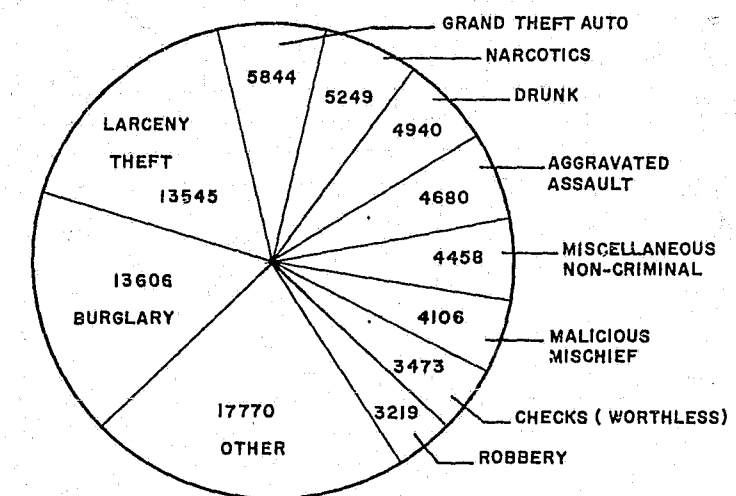 GRAND THEFT AUTO
5844
NARCOTICS
5249
DRUNK
4940
AGGRAVATED
ASSAULT
4680
MISCELLANEOUS
NON-CRIMINAL
4458
MALICIOUS
MISCHIEF
4106
CHECKS ( WORTHLESS)
3473
ROBBERY
3219
17770
OTHER
13606
BURGLARY
LARCENY
THEFT
13545